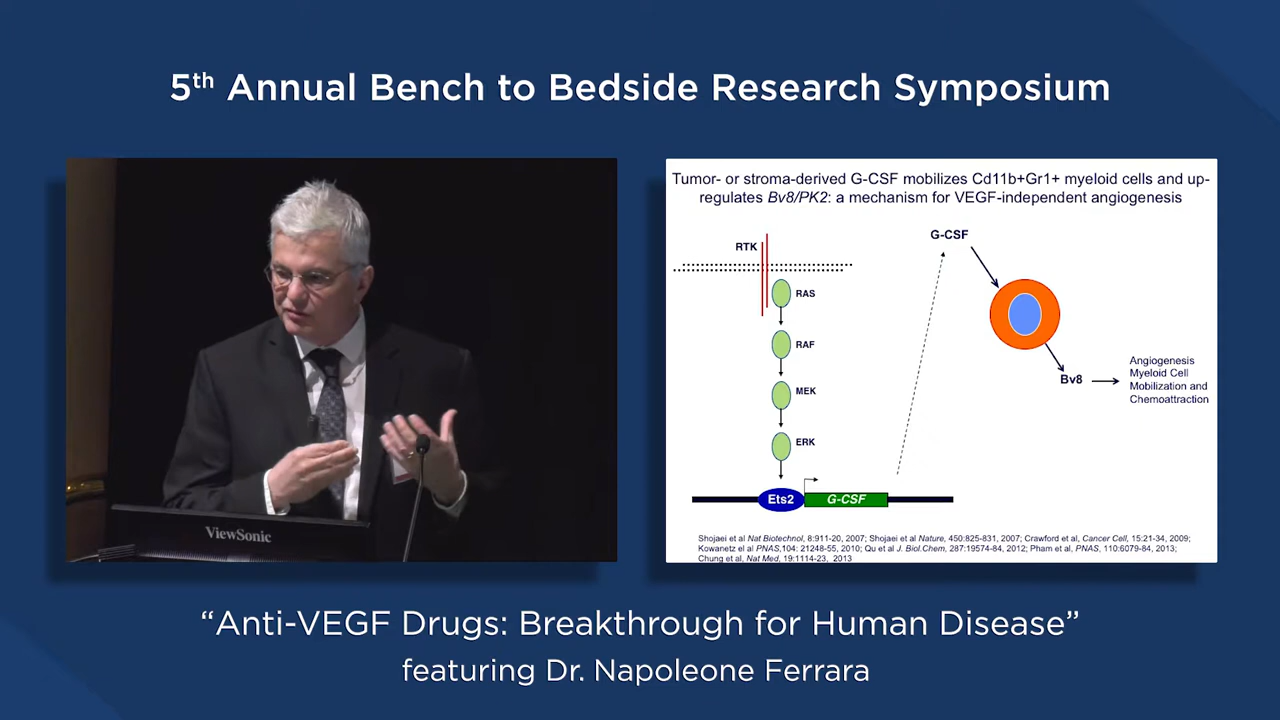 5th Annual Bench to Bedside Research Symposium
ViewSonic
Tumor- or stroma-derived G-CSF mobilizes Cd11b+Gr1+ myeloid cells and up-
regulates Bv8/PK2: a mechanism for VEGF-independent angiogenesis
RTK
RAS
RAF
MEK
ERK
Ets2
G-CSF
G-CSF
Bv8
Angiogenesis
Myeloid Cell
Mobilization and
Chemoattraction
Shojaei et al Nat Biotechnol, 8:911-20, 2007; Shojaei et al Nature, 450:825-831, 2007; Crawford et al, Cancer Cell, 15:21-34, 2009;
Kowanetz el al PNAS,104: 21248-55, 2010; Qu et al J. Biol.Chem, 287:19574-84, 2012; Pham et al, PNAS, 110:6079-84, 2013;
Chung et al, Nat Med, 19:1114-23, 2013
“Anti-VEGF Drugs: Breakthrough for Human Disease”
featuring Dr. Napoleone Ferrara